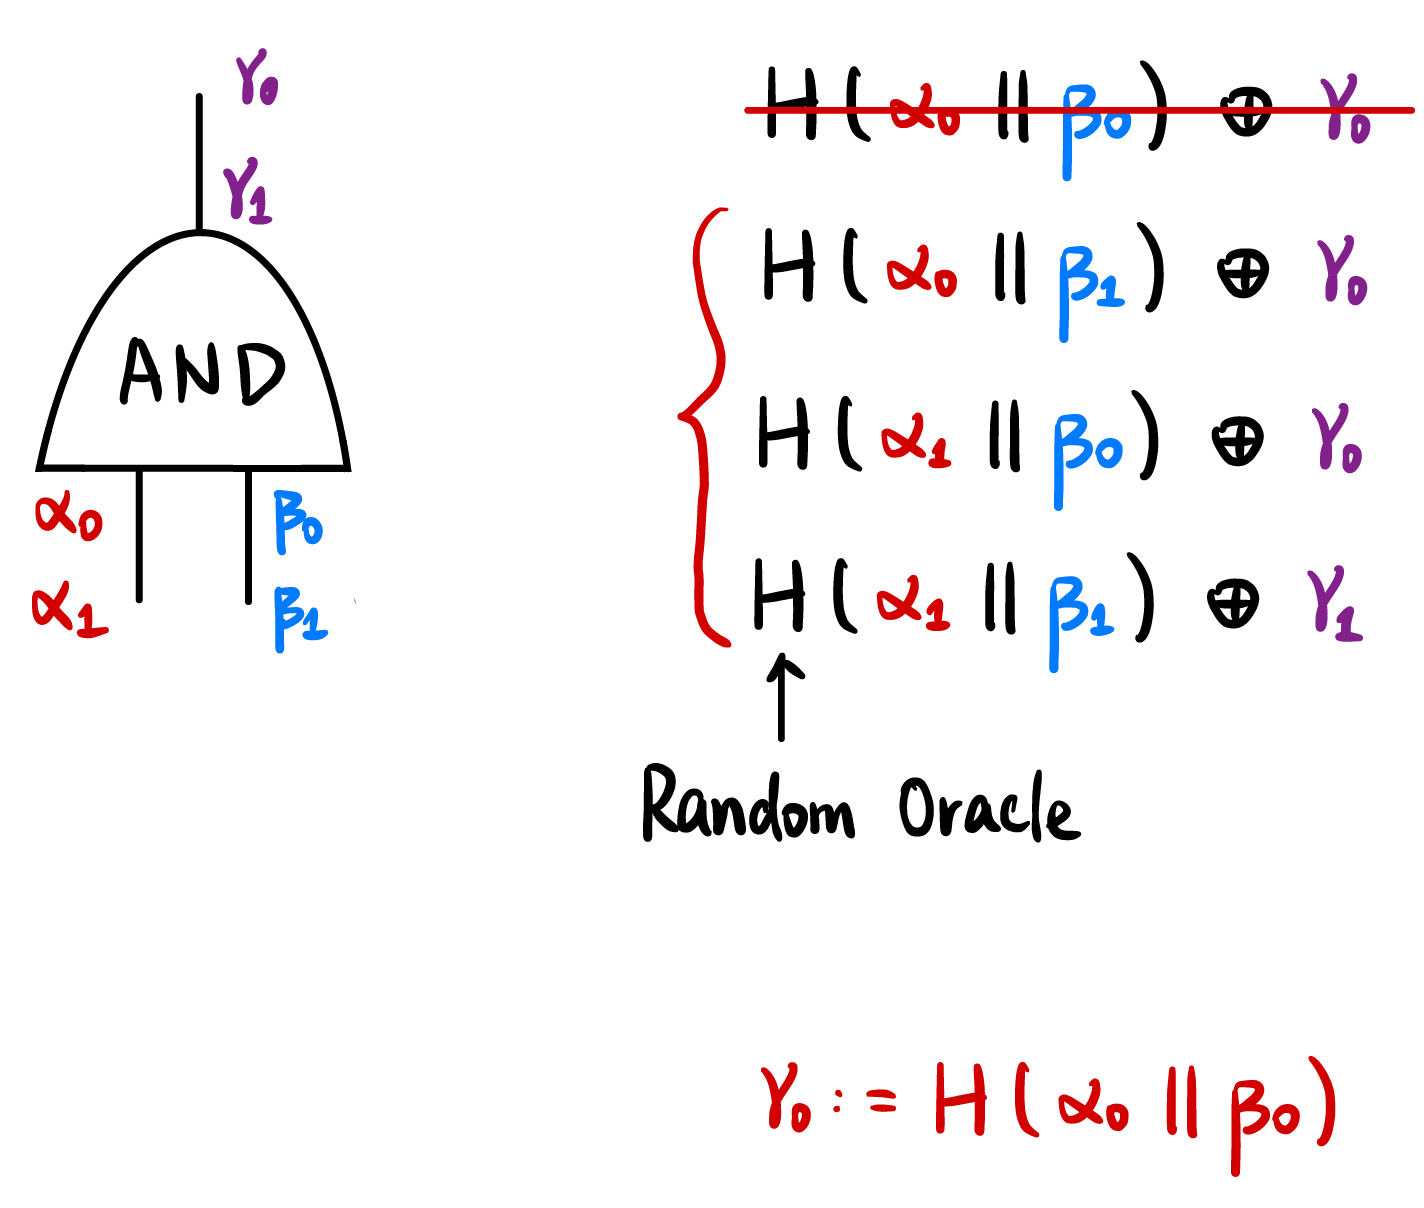 γ₀
γ₁
AND
α₀ β₀
α₁ β₁
H ( α₀ || β₀ ) ⊕ γ₀
H ( α₀ || β₁ ) ⊕ γ₀
H ( α₁ || β₀ ) ⊕ γ₀
H ( α₁ || β₁ ) ⊕ γ₁
Random Oracle
γ₀ := H ( α₀ || β₀ )